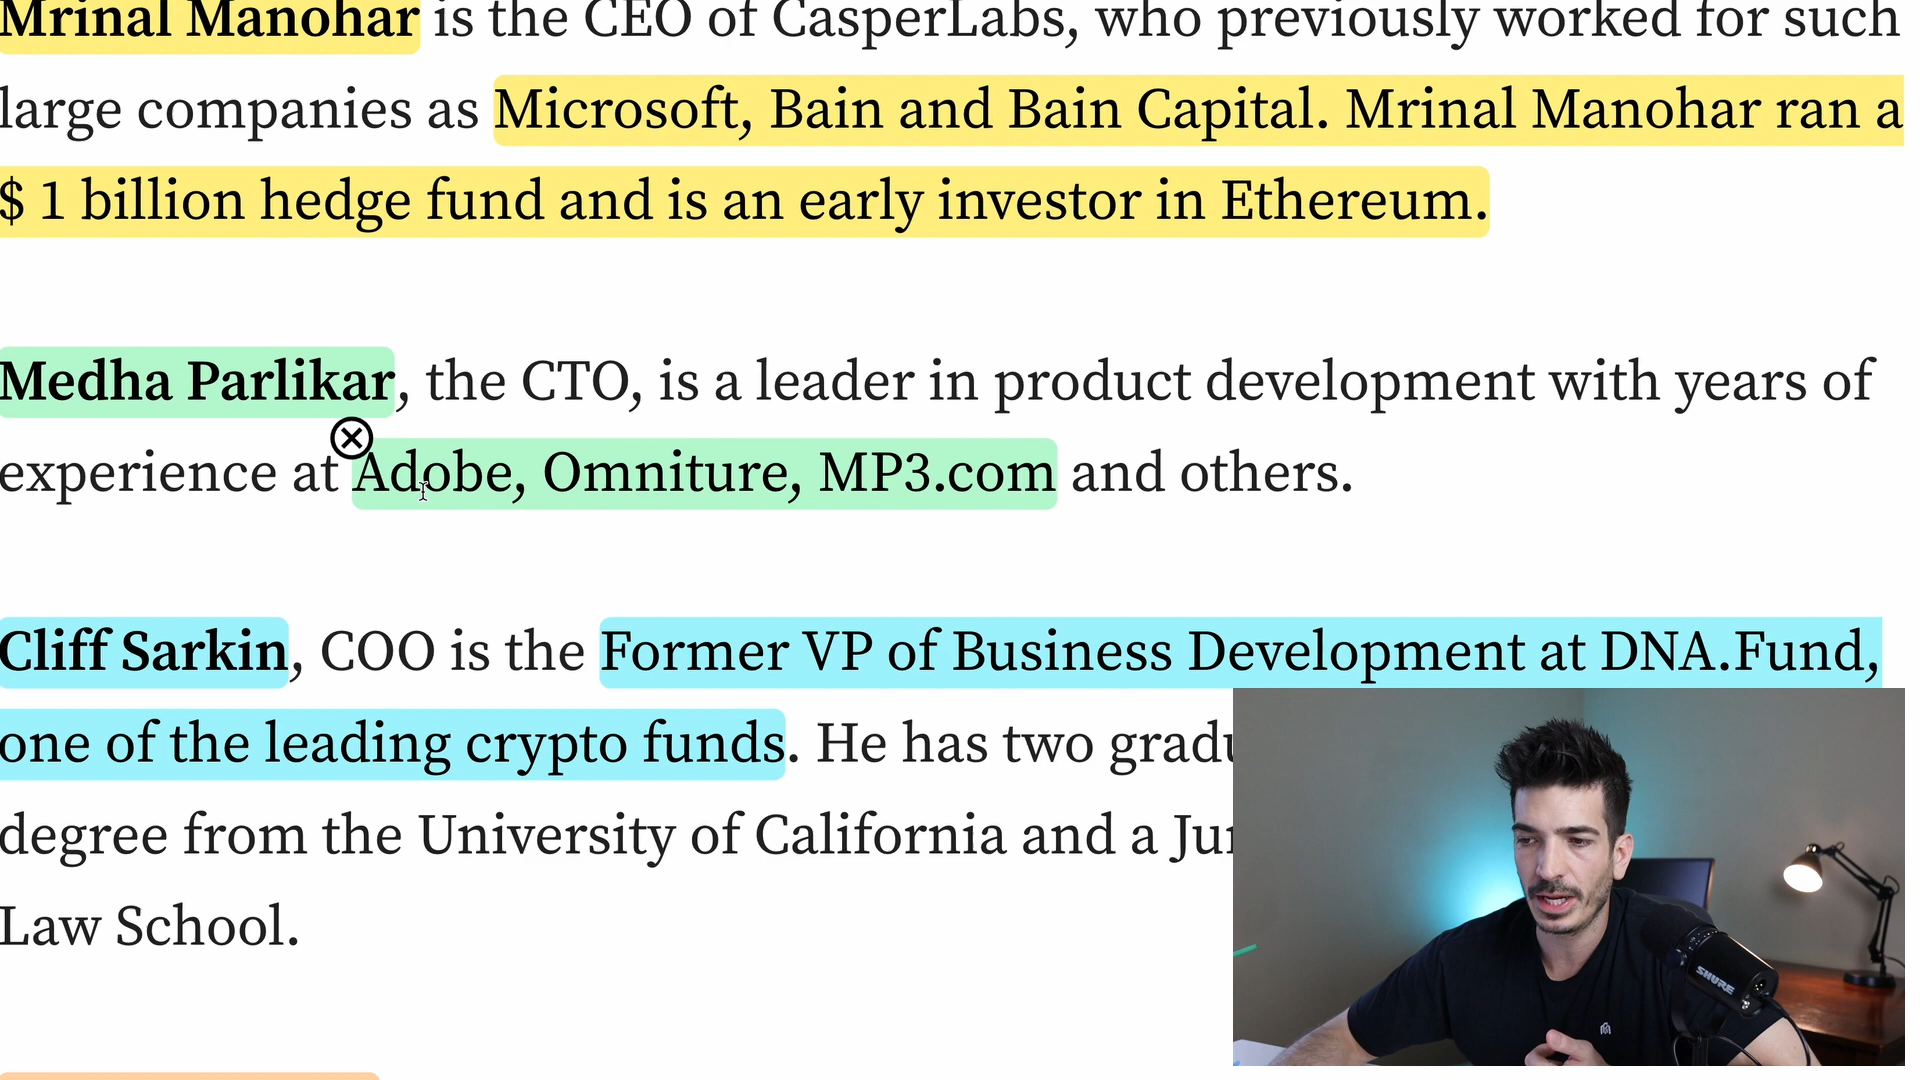 Mrinal Manohar is the CEO of CasperLabs, who previously worked for such
large companies as Microsoft, Bain and Bain Capital. Mrinal Manohar ran a
$ 1 billion hedge fund and is an early investor in Ethereum.
Medha Parlikar, the CTO, is a leader in product development with years of
experience at Adobe, Omniture, MP3.com and others.
Cliff Sarkin, COO is the Former VP of Business Development at DNA.Fund,
one of the leading crypto funds. He has two
degree from the University of California and a
Law School.
SHURE